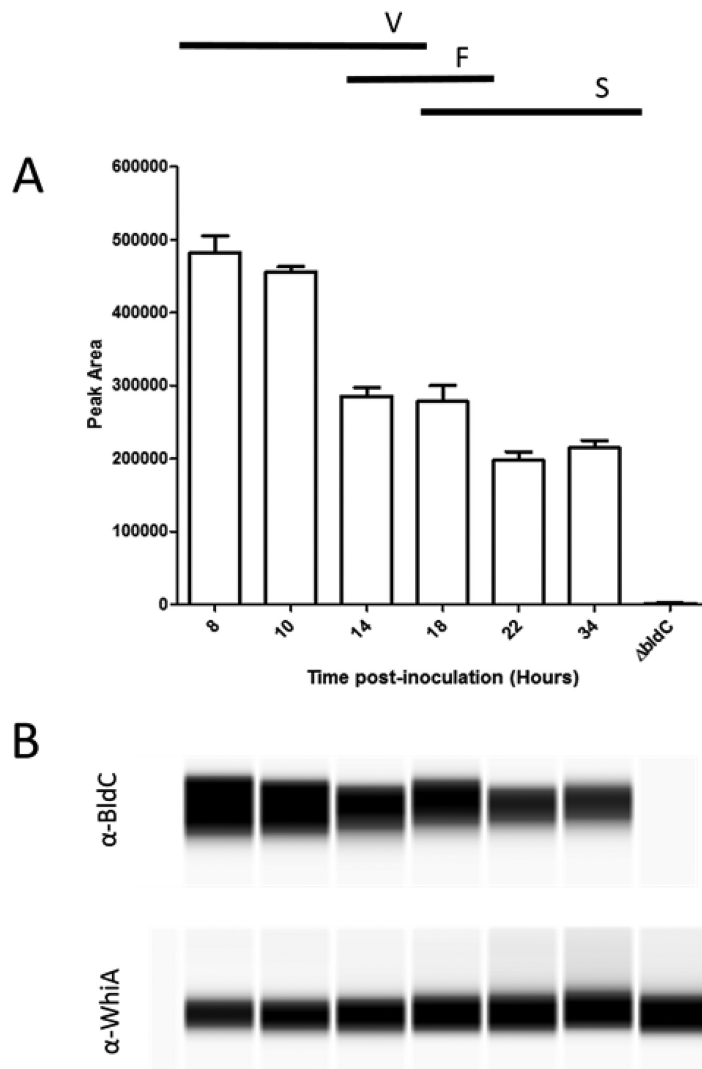 V
F
S
A
600000
500000
400000
300000
200000
100000
0
Peak Area
8
10
14
18
22
34
ΔbldC
Time post-inoculation (Hours)
B
α-BldC
α-WhiA